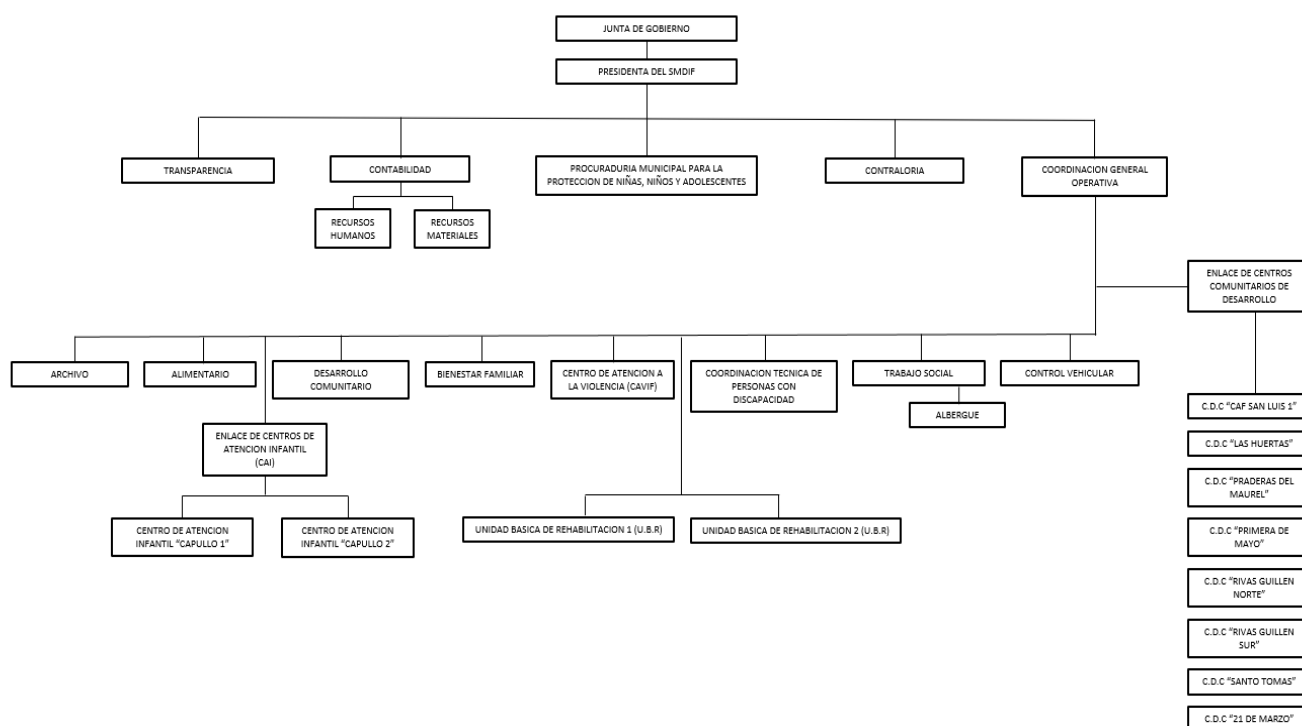 JUNTA DE GOBIERNO
PRESIDENTA DEL SMDIF
TRANSPARENCIA
CONTABILIDAD
PROCURADURIA MUNICIPAL PARA LA
PROTECCION DE NIÑAS, NIÑOS Y ADOLESCENTES
CONTRALORIA
COORDINACION GENERAL
OPERATIVA
RECURSOS
HUMANOS
RECURSOS
MATERIALES
ENLACE DE CENTROS
COMUNITARIOS DE
DESARROLLO
ARCHIVO
ALIMENTARIO
DESARROLLO
COMUNITARIO
BIENESTAR FAMILIAR
CENTRO DE ATENCION A
LA VIOLENCIA (CAVIF)
COORDINACION TECNICA DE
PERSONAS CON
DISCAPACIDAD
TRABAJO SOCIAL
CONTROL VEHICULAR
ALBERGUE
ENLACE DE CENTROS DE
ATENCION INFANTIL
(CAI)
CENTRO DE ATENCION
INFANTIL "CAPULLO 1"
CENTRO DE ATENCION
INFANTIL "CAPULLO 2"
UNIDAD BASICA DE REHABILITACION 1 (U.B.R)
UNIDAD BASICA DE REHABILITACION 2 (U.B.R)
C.D.C "CAF SAN LUIS 1"
C.D.C "LAS HUERTAS"
C.D.C "PRADERAS DEL
MAUREL"
C.D.C "PRIMERA DE
MAYO"
C.D.C "RIVAS GUILLEN
NORTE"
C.D.C "RIVAS GUILLEN
SUR"
C.D.C "SANTO TOMAS"
C.D.C "21 DE MARZO"